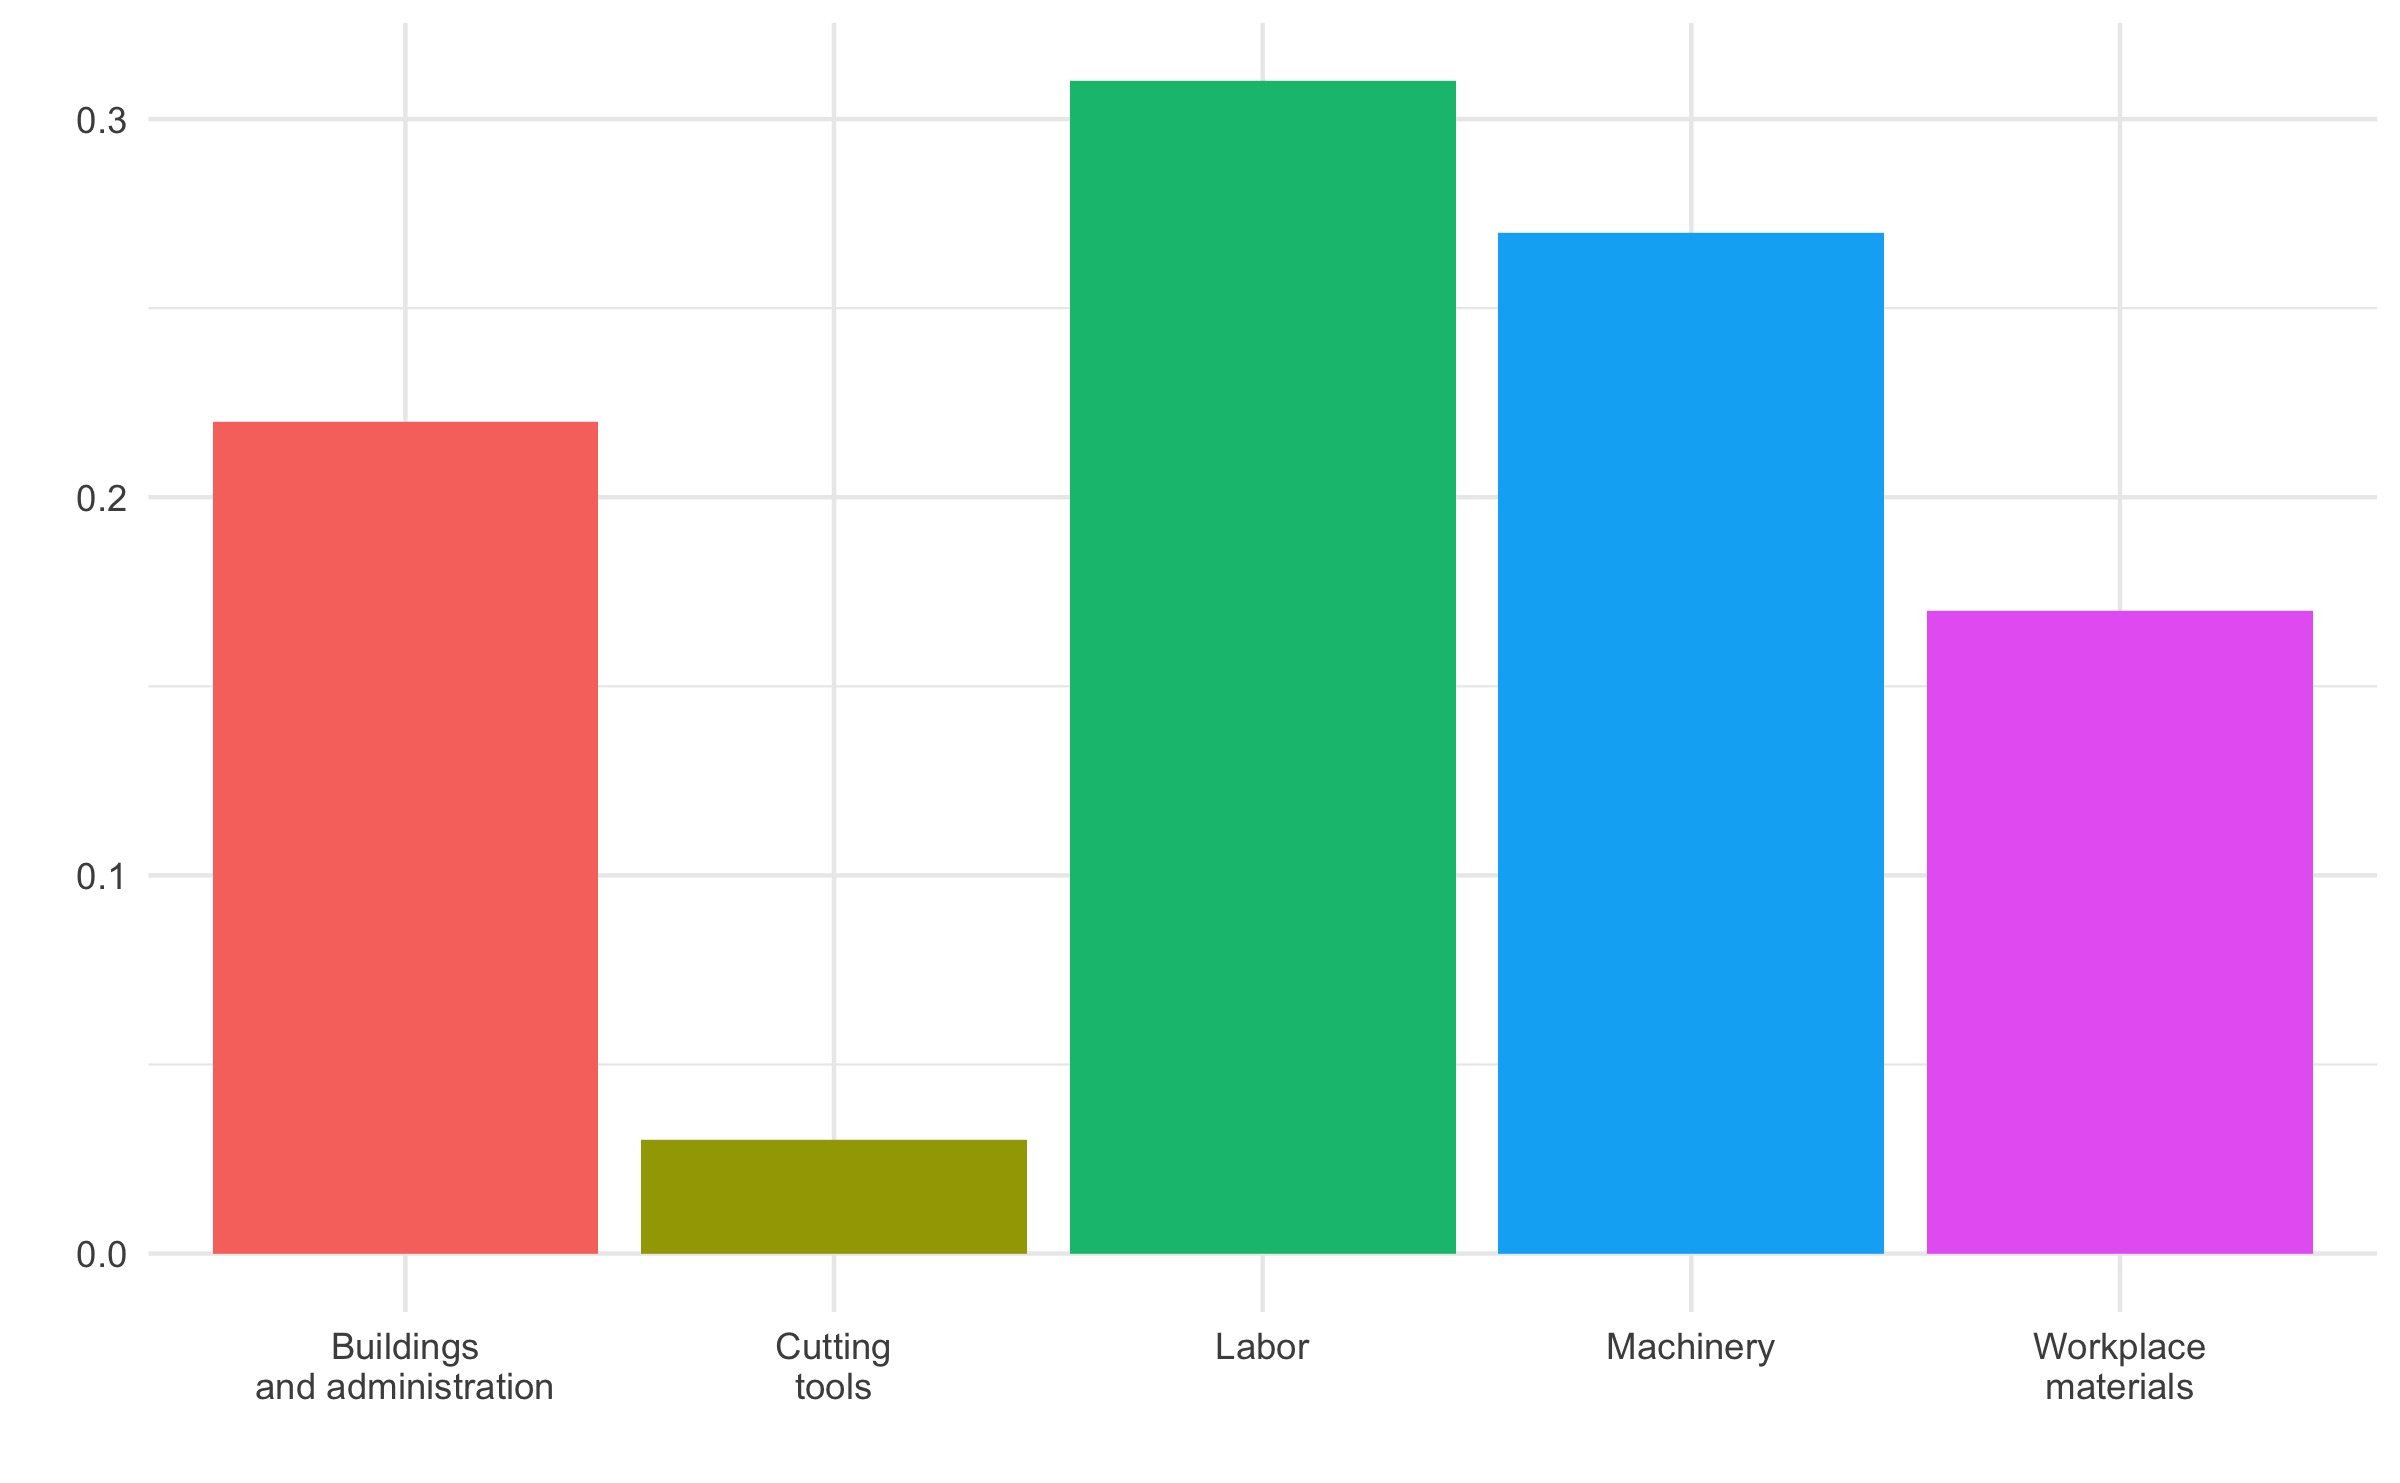 0.3
0.2
0.1
0.0
Buildings
and administration
Cutting
tools
Labor
Machinery
Workplace
materials